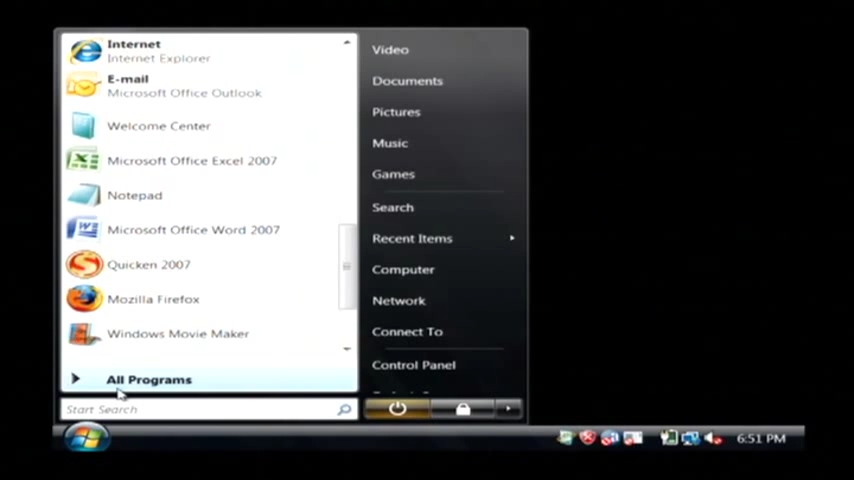 Internet
Internet Explorer
E-mail
Microsoft Office Outlook
Welcome Center
Microsoft Office Excel 2007
Notepad
Microsoft Office Word 2007
Quicken 2007
Mozilla Firefox
Windows Movie Maker
All Programs
Start Search
Video
Documents
Pictures
Music
Games
Search
Recent Items
Computer
Network
Connect To
Control Panel
6:51 PM